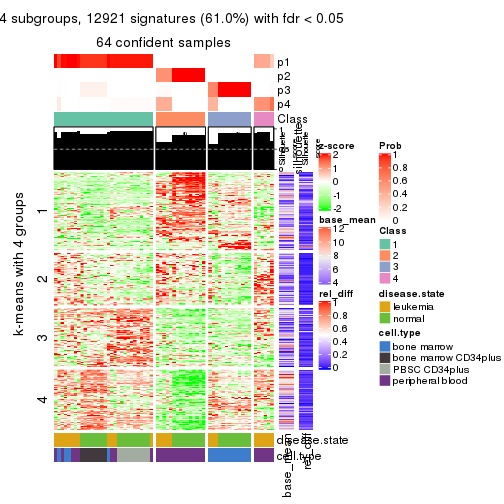 4 subgroups, 12921 signatures (61.0%) with fdr < 0.05
64 confident samples
p1
p2
p3
p4
Class
silhouette
z-score
2
1
0
-1
-2
base_mean
12
10
8
6
4
rel_diff
1
0.8
0.6
0.4
0.2
0
Prob
1
0.8
0.6
0.4
0.2
0
Class
1
2
3
4
disease.state
leukemia
normal
cell.type
bone marrow
bone marrow CD34plus
PBSC CD34plus
peripheral blood
k-means with 4 groups
1
2
3
4
disease.state
cell.type
base_mean
rel_diff